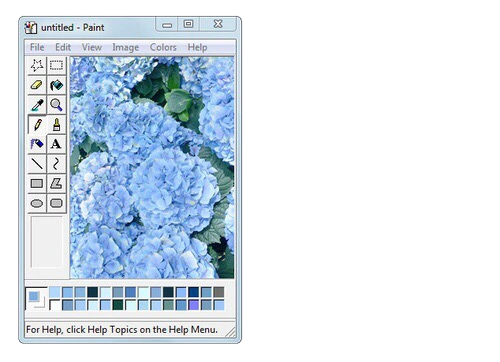 untitled - Paint
File Edit View Image Colors Help
A
For Help, click Help Topics on the Help Menu.